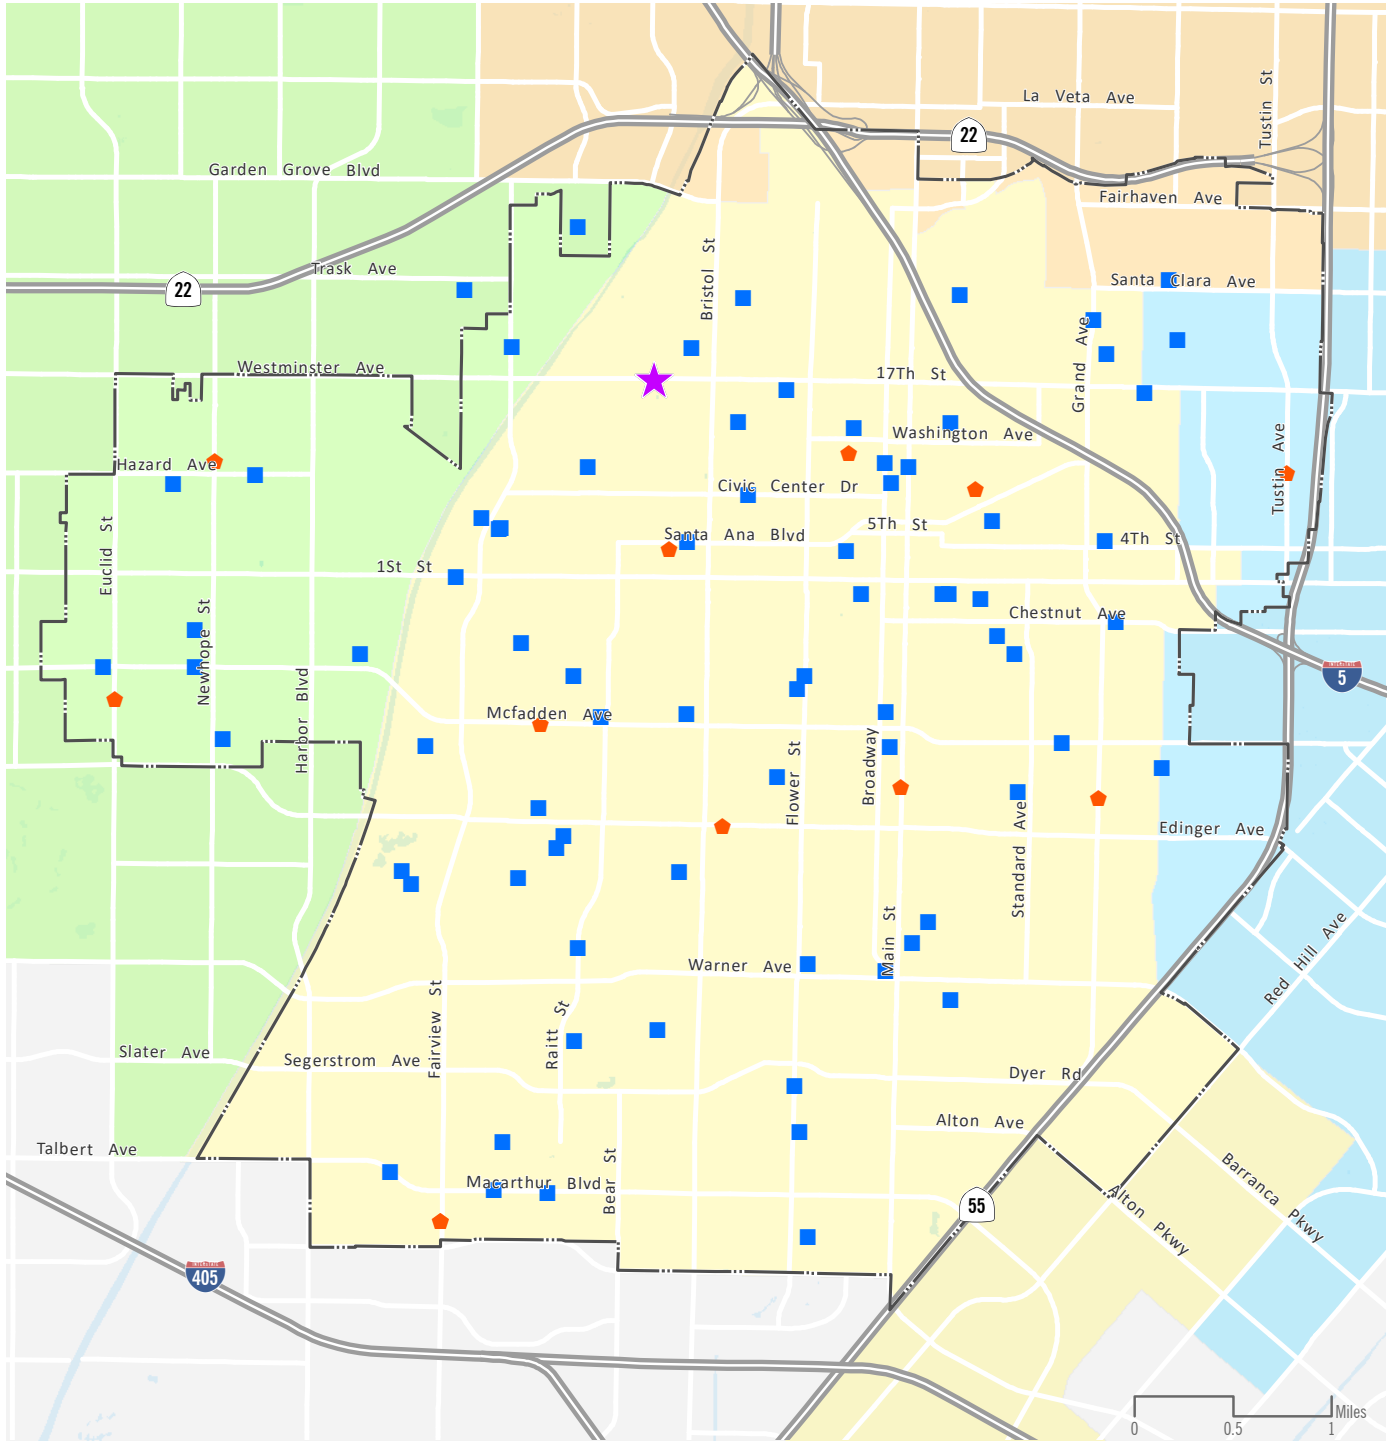 La Veta Ave
Tustin St
22
Garden Grove Blvd
Fairhaven Ave
Bristol St
Trask Ave
Santa Clara Ave
22
Grand Ave
Westminster Ave
17Th St
Washington Ave
Tustin Ave
Hazard Ave
Civic Center Dr
Euclid St
Santa Ana Blvd
5Th St
4Th St
1St St
Newhope St
Chestnut Ave
Harbor Blvd
INTERSTATE
5
Mcfadden Ave
Flower St
Broadway
Standard Ave
Edinger Ave
Main St
Red Hill Ave
Warner Ave
Fairview St
Raitt St
Slater Ave
Segerstrom Ave
Dyer Rd
Alton Ave
Talbert Ave
Bear St
Macarthur Blvd
Barranca Pkwy
Alton Pkwy
55
INTERSTATE
405
Miles
0 0.5 1